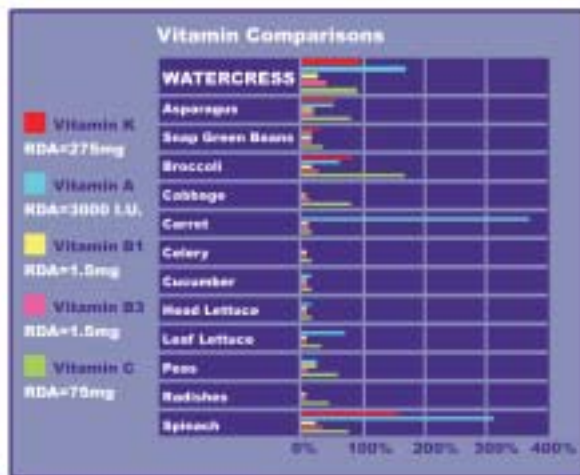 Vitamin Comparisons
WATERCRESS
Asparagus
Snap Green Beans
Broccoli
Cabbage
Carrot
Celery
Cucumber
Head Lettuce
Leaf Lettuce
Peas
Radishes
Spinach
0% 100% 200% 300% 400%
Vitamin K
RDA=275mg
Vitamin A
RDA=3000 I.U.
Vitamin B1
RDA=1.5mg
Vitamin B3
RDA=1.5mg
Vitamin C
RDA=75mg